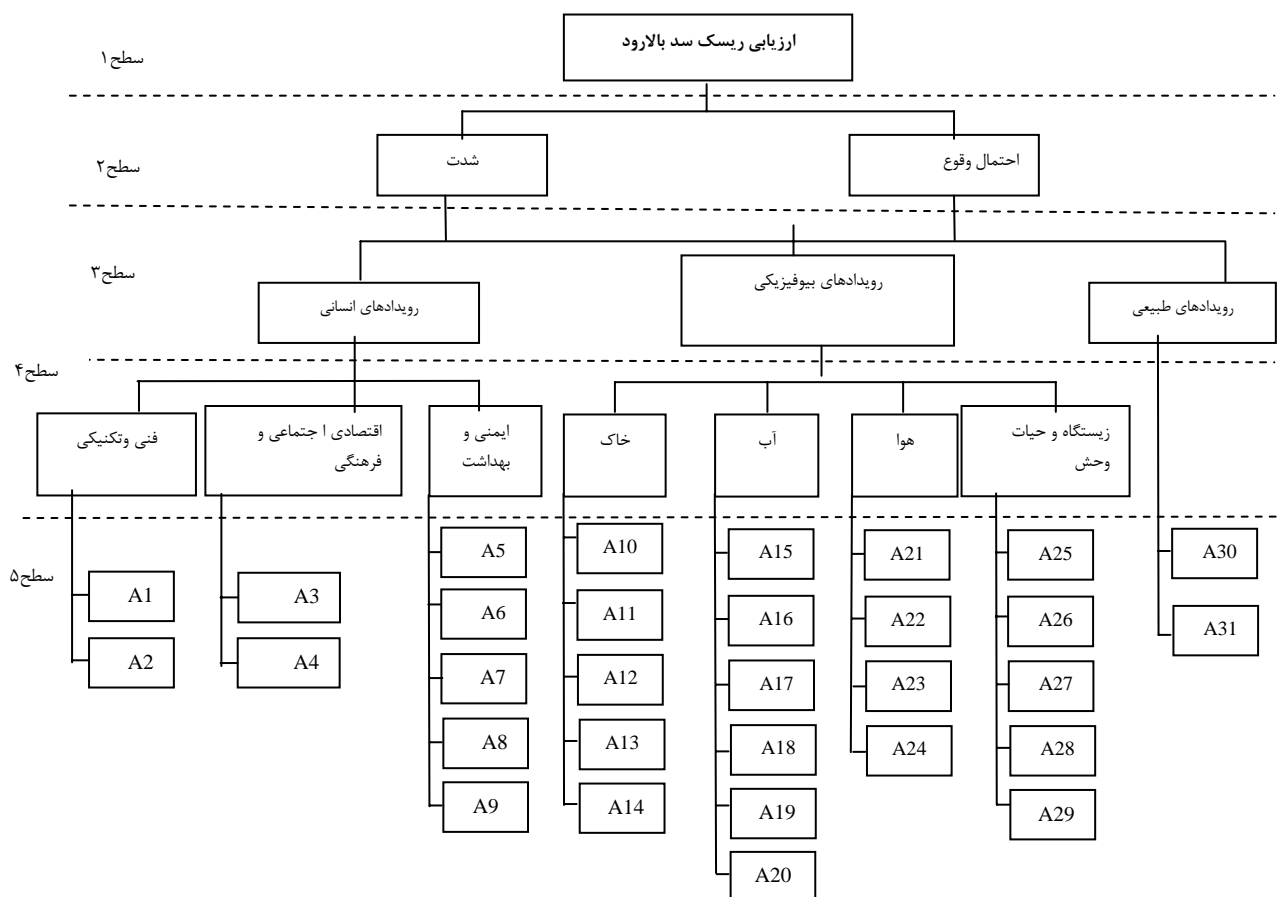 ارزیابی ریسک سد بالارود
سطح۱
شدت
احتمال وقوع
سطح۲
رویدادهای انسانی
رویدادهای بیوفیزیکی
رویدادهای طبیعی
سطح۳
سطح۴
فنی وتکنیکی
اقتصادی ا جتماعی و
فرهنگی
ایمنی و
بهداشت
خاک
آب
هوا
زیستگاه و حیات
وحش
سطح۵
A1
A2
A3
A4
A5
A6
A7
A8
A9
A10
A11
A12
A13
A14
A15
A16
A17
A18
A19
A20
A21
A22
A23
A24
A25
A26
A27
A28
A29
A30
A31